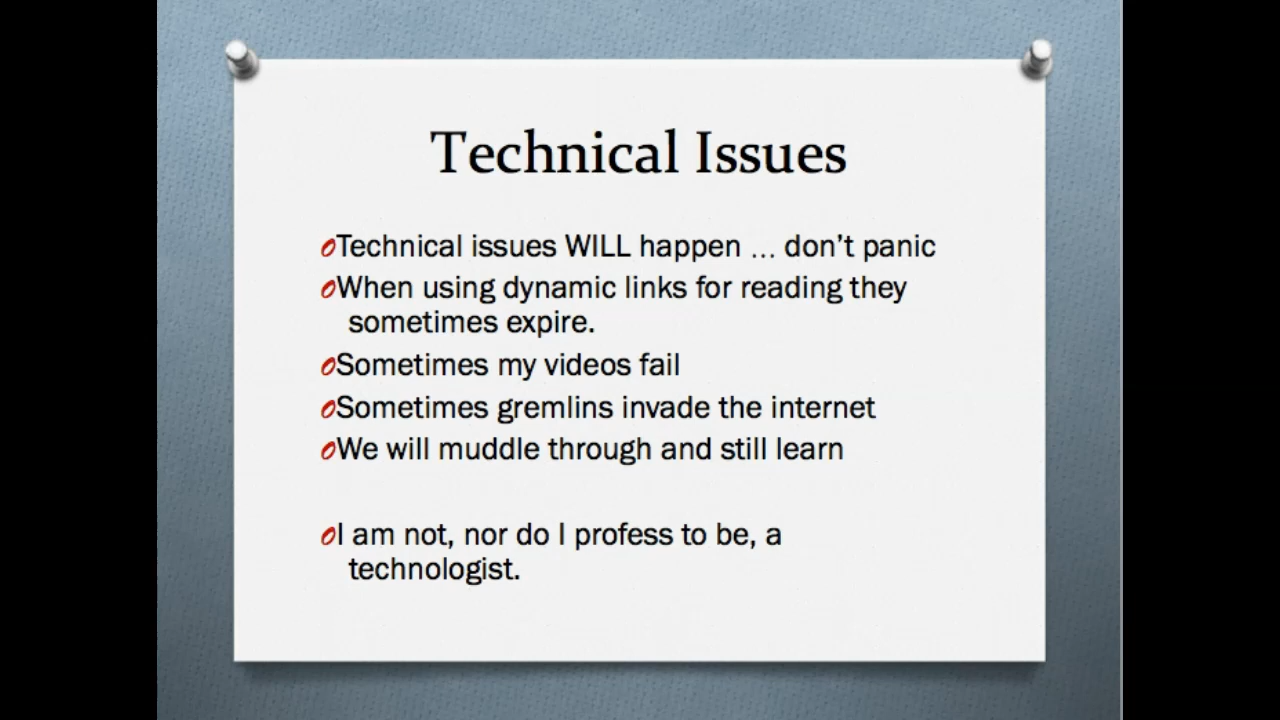 Technical Issues
Technical issues WILL happen … don’t panic
When using dynamic links for reading they
sometimes expire.
Sometimes my videos fail
Sometimes gremlins invade the internet
We will muddle through and still learn
I am not, nor do I profess to be, a
technologist.